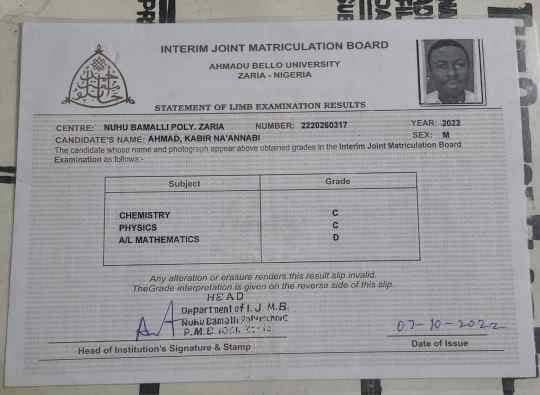 INTERIM JOINT MATRICULATION BOARD
AHMADU BELLO UNIVERSITY
ZARIA - NIGERIA
STATEMENT OF IJMB EXAMINATION RESULTS
CENTRE: NUHU BAMALLI POLY. ZARIA NUMBER: 2220260317 YEAR: 2022
CANDIDATE'S NAME: AHMAD, KABIR NA'ANNABI SEX: M
The candidate whose name and photograph appear above obtained grades in the Interim Joint Matriculation Board
Examination as follows:-
Subject Grade
CHEMISTRY C
PHYSICS C
A/L MATHEMATICS D
Any alteration or erasure renders this result slip invalid.
The Grade interpretation is given on the reverse side of this slip.
HEAD
Department of I.J.M.B.
Nuhu Bamalli Polytechnic
P.M.B.
07-10-2022
Head of Institution's Signature & Stamp
Date of Issue